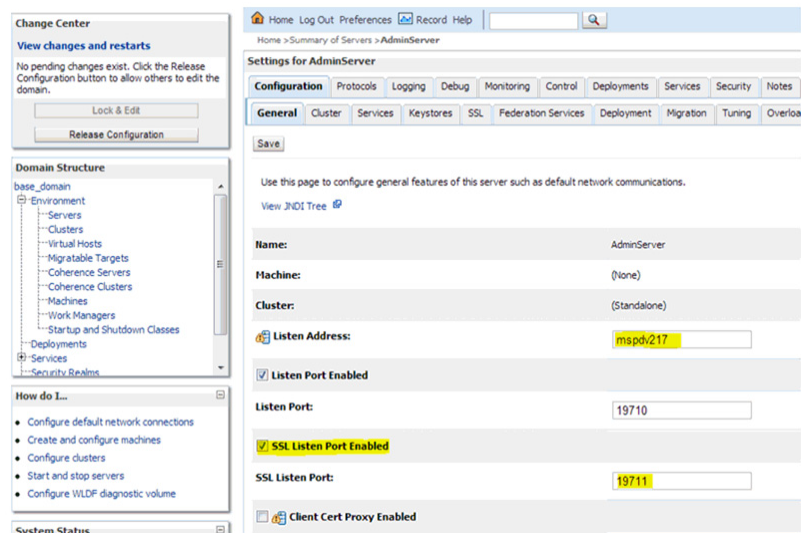 Change Center
View changes and restarts
No pending changes exist. Click the Release
Configuration button to allow others to edit the
domain.
Lock & Edit
Release Configuration
Domain Structure
base_domain
Environment
Servers
Clusters
Virtual Hosts
Migratable Targets
Coherence Servers
Coherence Clusters
Machines
Work Managers
Startup and Shutdown Classes
Deployments
Services
Security Realms
How do I...
Configure default network connections
Create and configure machines
Configure clusters
Start and stop servers
Configure WLDF diagnostic volume
System Status
Home Log Out Preferences Record Help
Home >Summary of Servers >AdminServer
Settings for AdminServer
Configuration Protocols Logging Debug Monitoring Control Deployments Services Security Notes
General Cluster Services Keystores SSL Federation Services Deployment Migration Tuning Overloa
Save
Use this page to configure general features of this server such as default network communications.
View JNDI Tree
Name: AdminServer
Machine: (None)
Cluster: (Standalone)
Listen Address: mspdv217
Listen Port Enabled
Listen Port: 19710
SSL Listen Port Enabled
SSL Listen Port: 19711
Client Cert Proxy Enabled